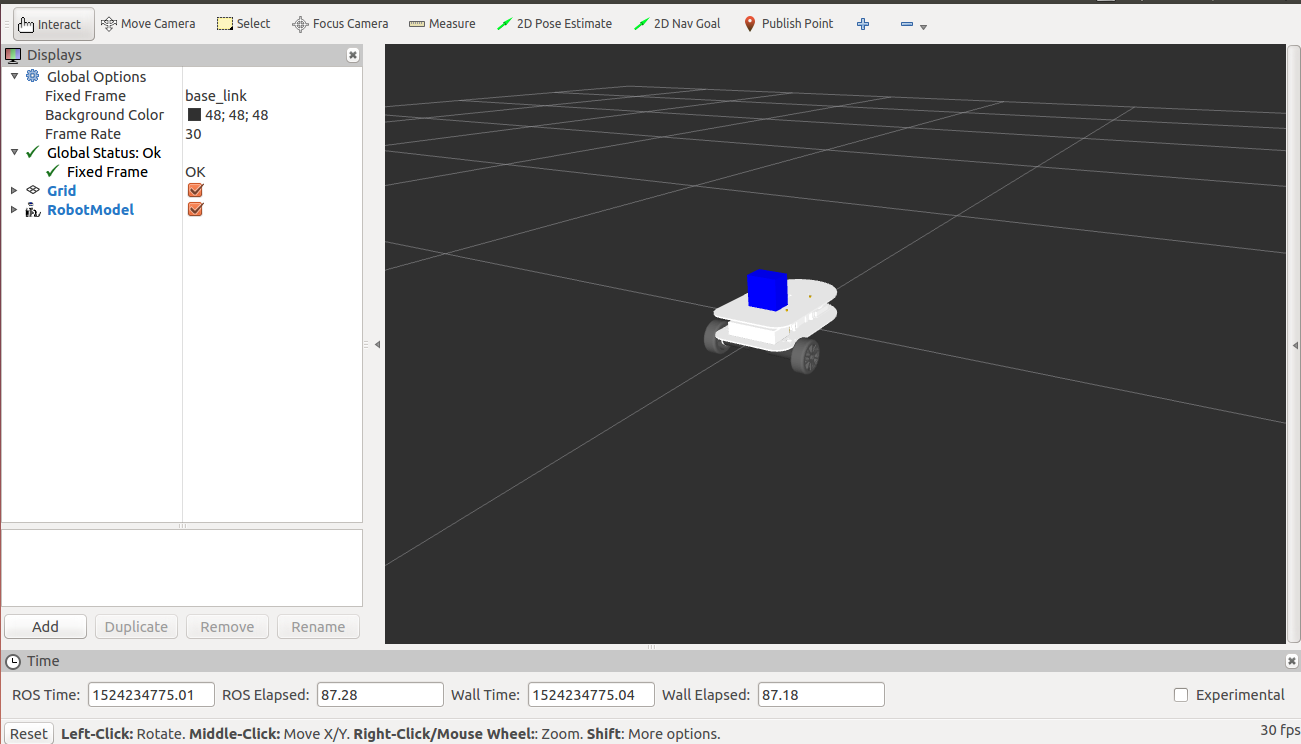 Interact Move Camera Select Focus Camera Measure 2D Pose Estimate 2D Nav Goal Publish Point
Displays
Global Options
Fixed Frame base_link
Background Color 48; 48; 48
Frame Rate 30
Global Status: Ok
Fixed Frame OK
Grid
RobotModel
Add Duplicate Remove Rename
Time
ROS Time: 1524234775.01 ROS Elapsed: 87.28 Wall Time: 1524234775.04 Wall Elapsed: 87.18 Experimental
Reset Left-Click: Rotate. Middle-Click: Move X/Y. Right-Click/Mouse Wheel:: Zoom. Shift: More options. 30 fps